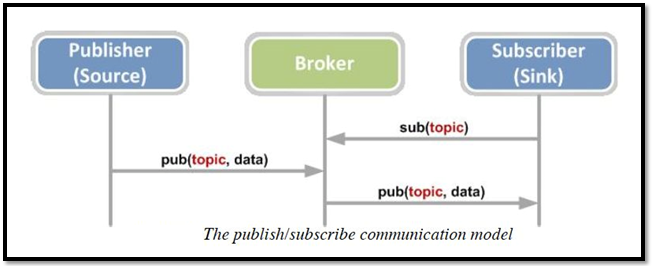 Publisher
(Source)
Broker
Subscriber
(Sink)
sub(topic)
pub(topic, data)
pub(topic, data)
The publish/subscribe communication model